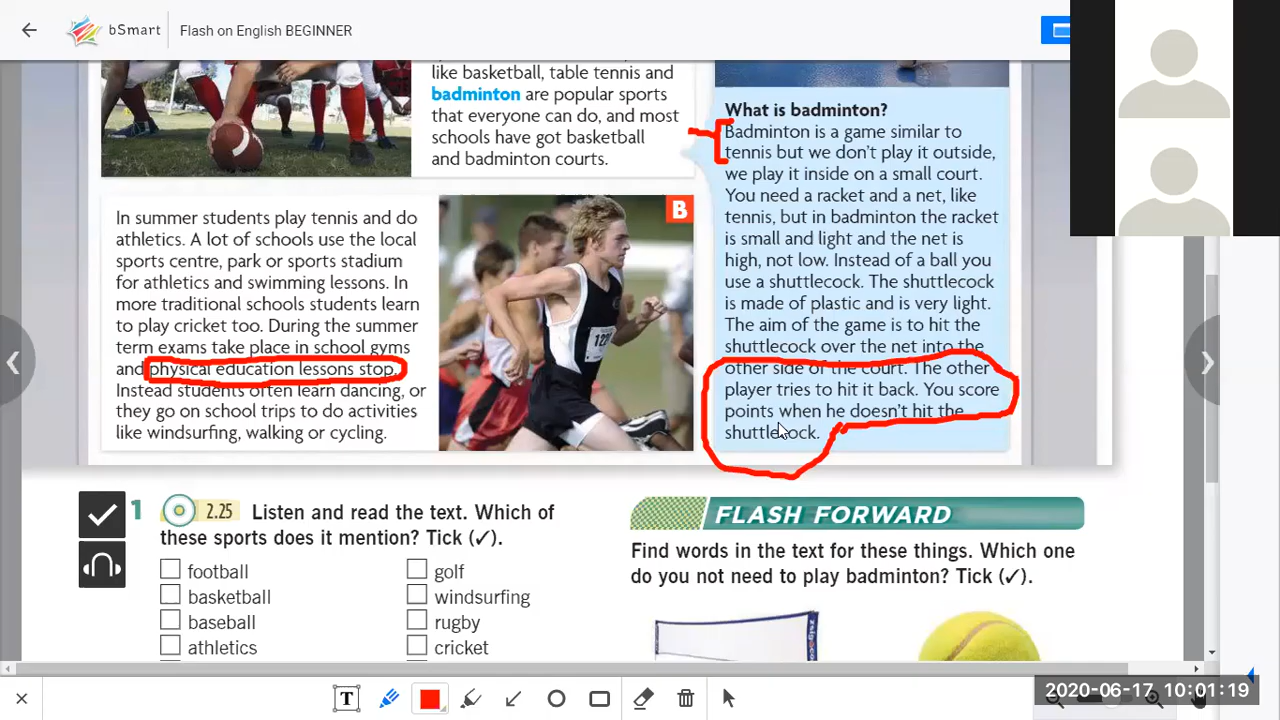 bSmart
Flash on English BEGINNER
like basketball, table tennis and
badminton are popular sports
that everyone can do, and most
schools have got basketball
and badminton courts.
In summer students play tennis and do
athletics. A lot of schools use the local
sports centre, park or sports stadium
for athletics and swimming lessons. In
more traditional schools students learn
to play cricket too. During the summer
term exams take place in school gyms
and physical education lessons stop.
Instead students often learn dancing, or
they go on school trips to do activities
like windsurfing, walking or cycling.
B
What is badminton?
Badminton is a game similar to
tennis but we don't play it outside,
we play it inside on a small court.
You need a racket and a net, like
tennis, but in badminton the racket
is small and light and the net is
high, not low. Instead of a ball you
use a shuttlecock. The shuttlecock
is made of plastic and is very light.
The aim of the game is to hit the
shuttlecock over the net into the
other side of the court. The other
player tries to hit it back. You score
points when he doesn't hit the
shuttlecock.
1 2.25 Listen and read the text. Which of
these sports does it mention? Tick (✓).
football
basketball
baseball
athletics
golf
windsurfing
rugby
cricket
FLASH FORWARD
Find words in the text for these things. Which one
do you not need to play badminton? Tick (✓).
T
2020-06-17 10:01:19